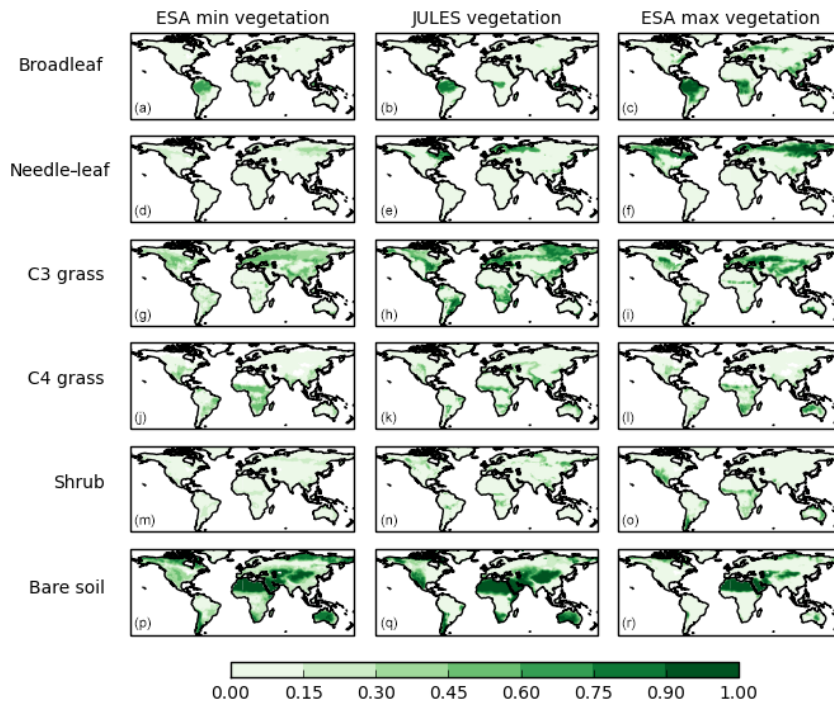 ESA min vegetation JULES vegetation ESA max vegetation
Broadleaf (a) (b) (c)
Needle-leaf (d) (e) (f)
C3 grass (g) (h) (i)
C4 grass (j) (k) (l)
Shrub (m) (n) (o)
Bare soil (p) (q) (r)
0.00 0.15 0.30 0.45 0.60 0.75 0.90 1.00